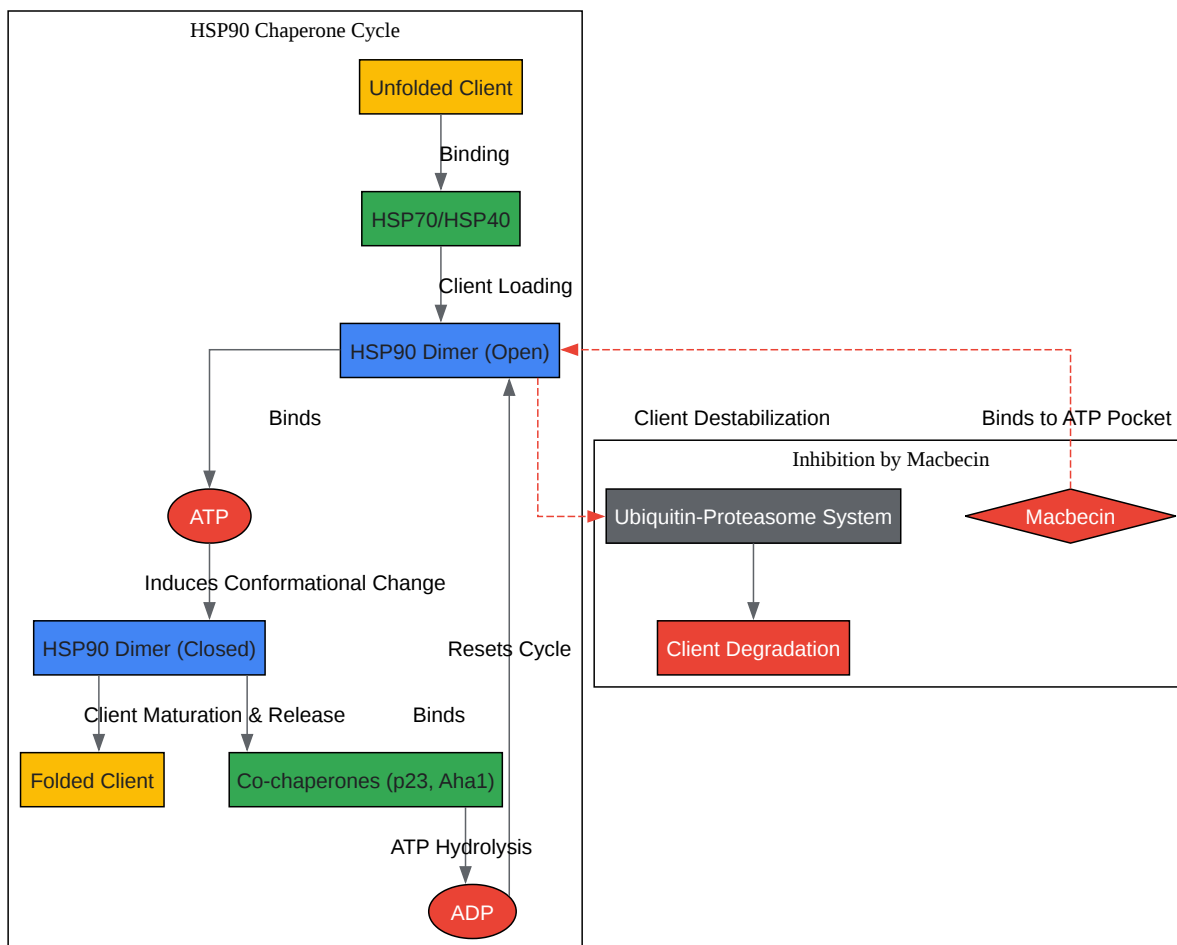 HSP90 Chaperone Cycle
Unfolded Client
Binding
HSP70/HSP40
Client Loading
HSP90 Dimer (Open)
Binds
Client Destabilization
Binds to ATP Pocket
Inhibition by Macbecin
ATP
Ubiquitin-Proteasome System
Macbecin
Induces Conformational Change
HSP90 Dimer (Closed)
Resets Cycle
Client Degradation
Client Maturation & Release
Binds
Folded Client
Co-chaperones (p23, Aha1)
ATP Hydrolysis
ADP